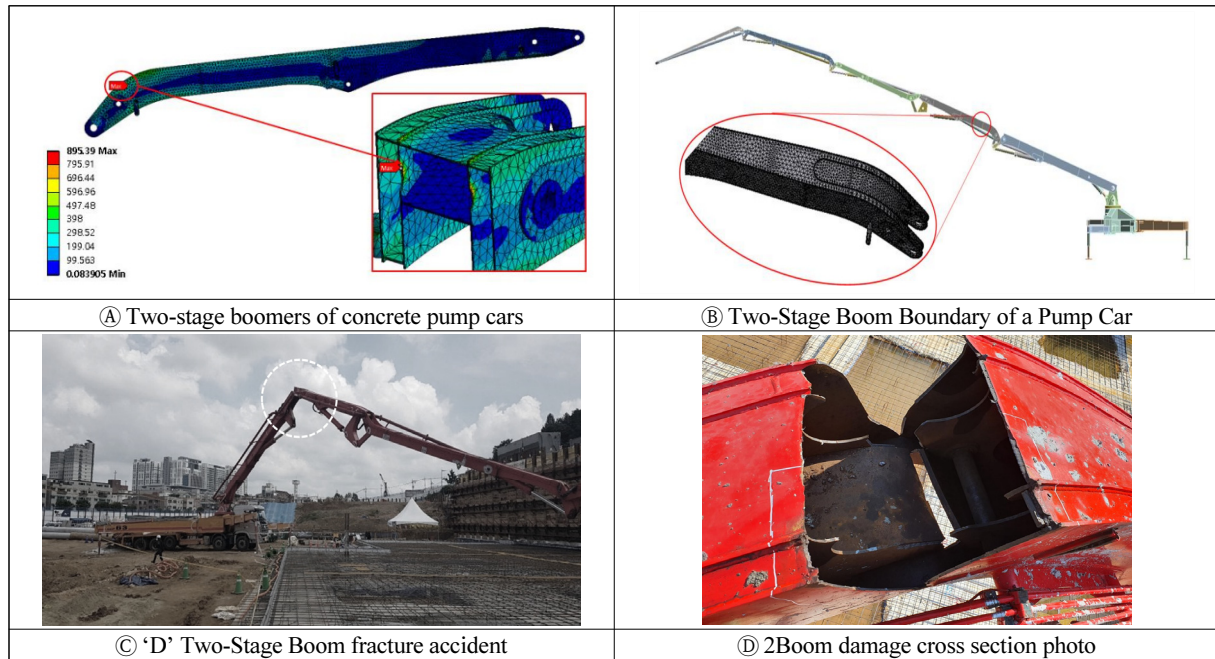 Max
895.39 Max
795.91
696.44
596.96
497.48
398
298.52
199.04
99.563
0.083905 Min
Max
Ⓐ Two-stage boomers of concrete pump cars
Ⓑ Two-Stage Boom Boundary of a Pump Car
Ⓒ ‘D’ Two-Stage Boom fracture accident
Ⓓ 2Boom damage cross section photo